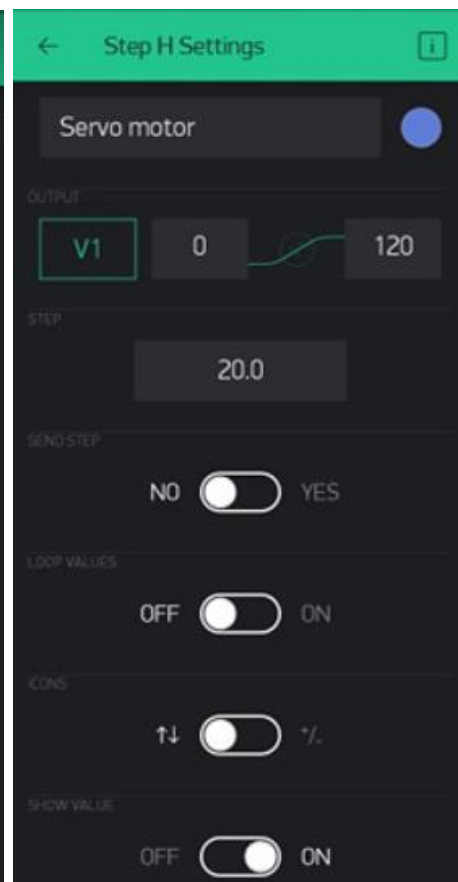 ← Step H Settings i
Servo motor
OUTPUT
V1 0 120
STEP
20.0
SEND STEP
NO YES
LOOP VALUES
OFF ON
ICONS
↑↓ +/-
SHOW VALUE
OFF ON